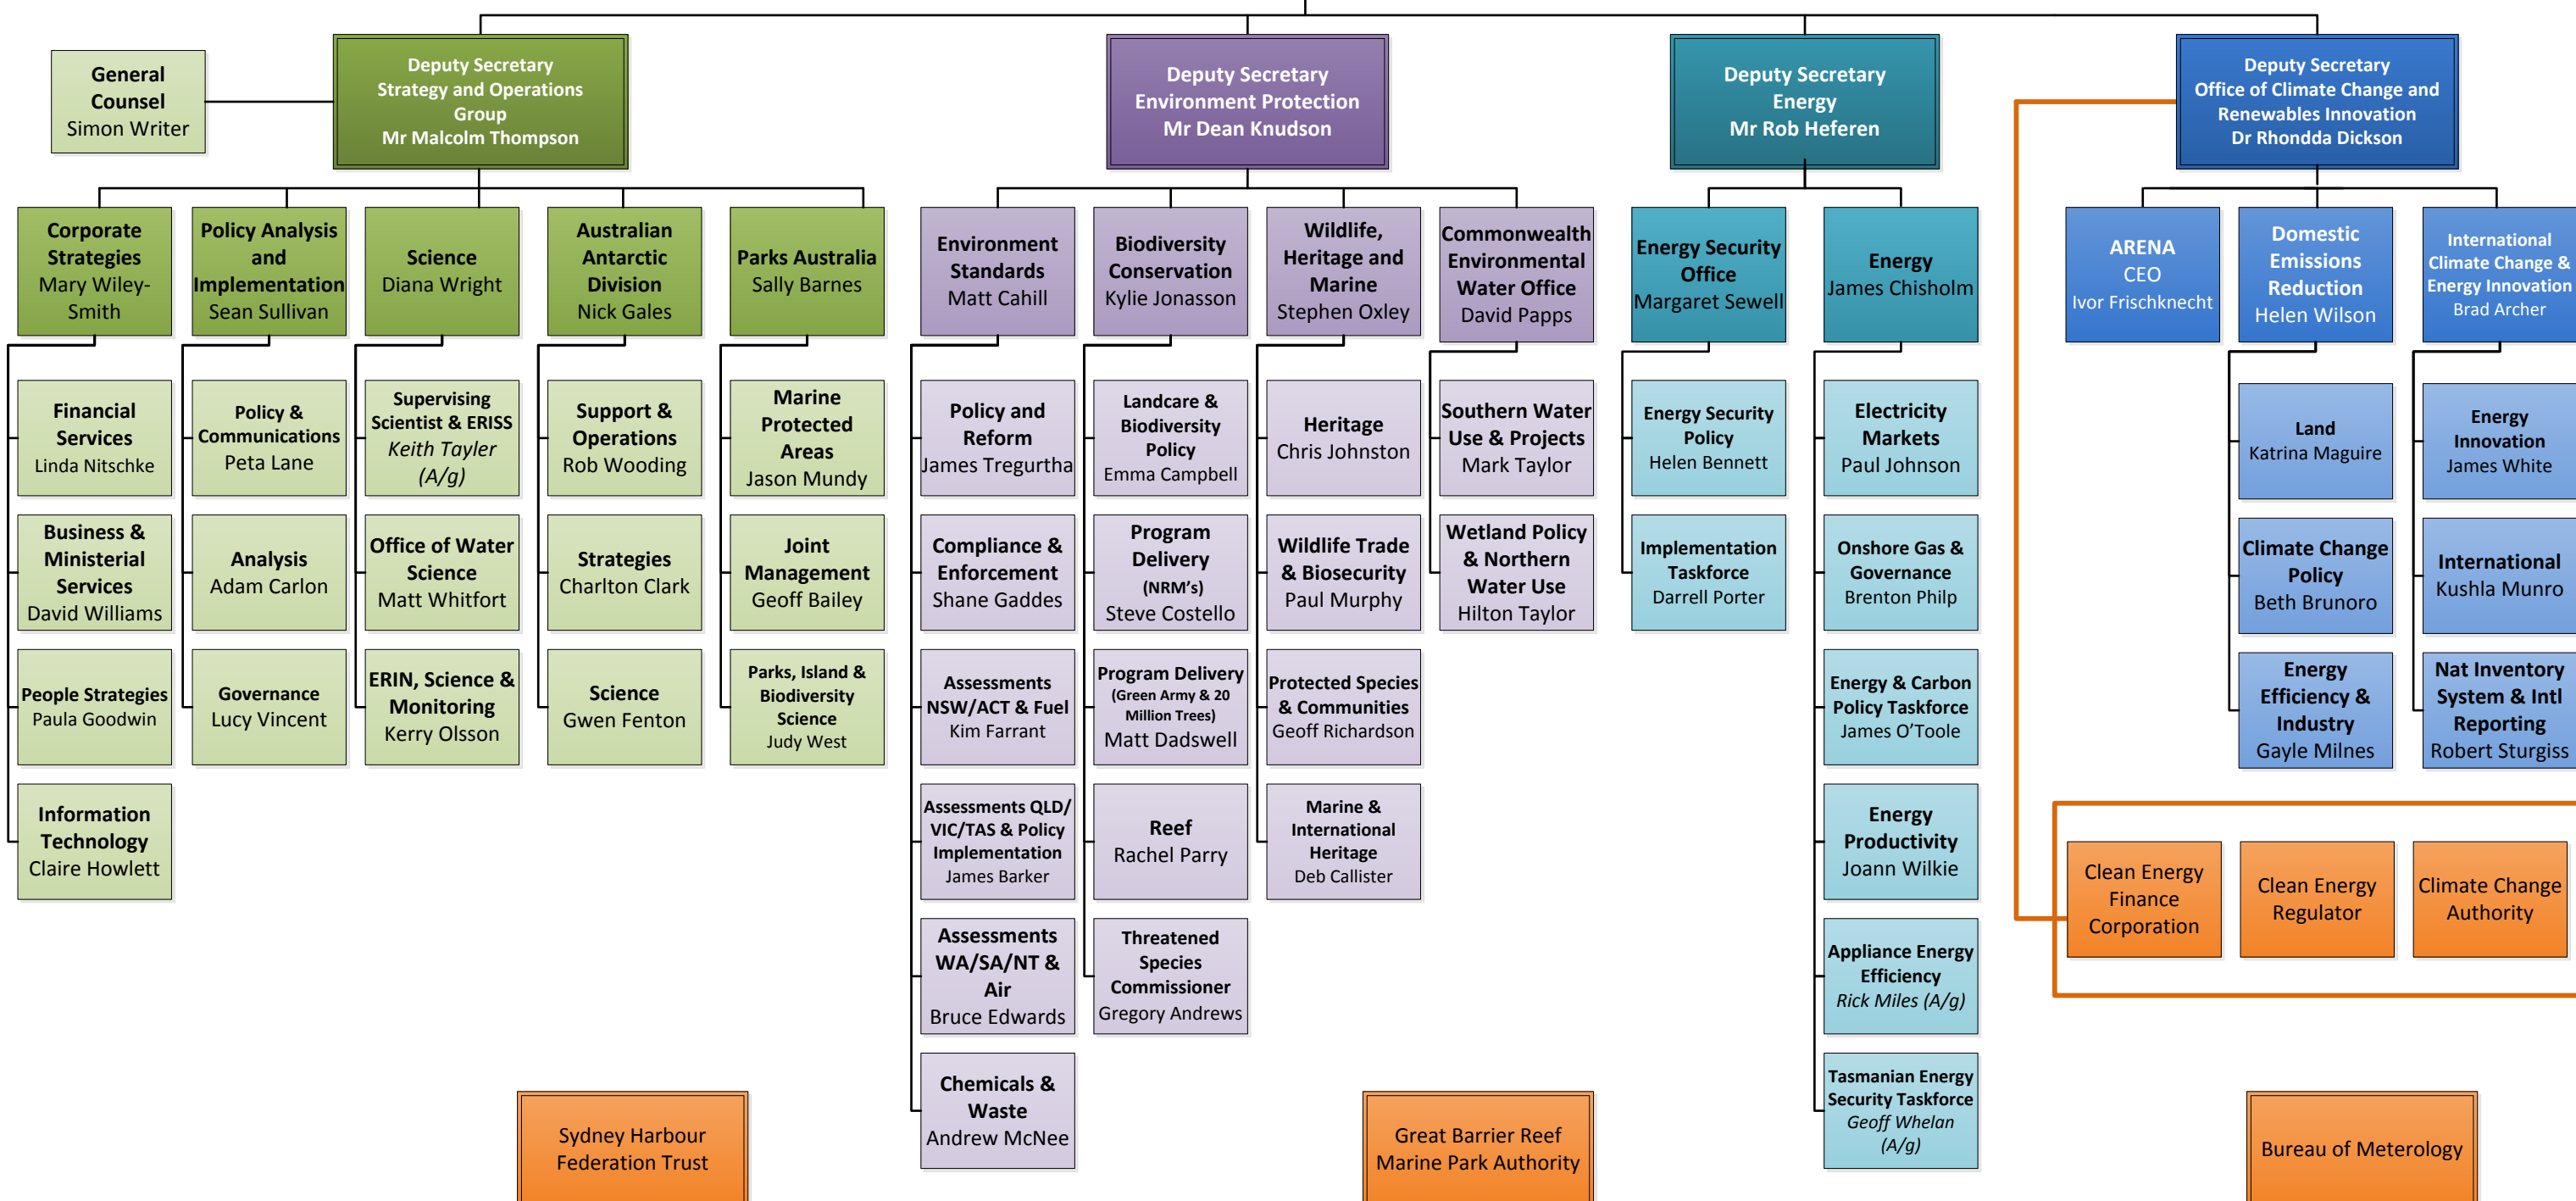 General
Counsel
Simon Writer
Deputy Secretary
Strategy and Operations
Group
Mr Malcolm Thompson
Deputy Secretary
Environment Protection
Mr Dean Knudson
Deputy Secretary
Energy
Mr Rob Heferen
Deputy Secretary
Office of Climate Change and
Renewables Innovation
Dr Rhondda Dickson
Corporate
Strategies
Mary Wiley-
Smith
Policy Analysis
and
Implementation
Sean Sullivan
Science
Diana Wright
Australian
Antarctic
Division
Nick Gales
Parks Australia
Sally Barnes
Environment
Standards
Matt Cahill
Biodiversity
Conservation
Kylie Jonasson
Wildlife,
Heritage and
Marine
Stephen Oxley
Commonwealth
Environmental
Water Office
David Papps
Energy Security
Office
Margaret Sewell
Energy
James Chisholm
ARENA
CEO
Ivor Frischknecht
Domestic
Emissions
Reduction
Helen Wilson
International
Climate Change &
Energy Innovation
Brad Archer
Financial
Services
Linda Nitschke
Policy &
Communications
Peta Lane
Supervising
Scientist & ERISS
Keith Tayler
(A/g)
Support &
Operations
Rob Wooding
Marine
Protected
Areas
Jason Mundy
Policy and
Reform
James Tregurtha
Landcare &
Biodiversity
Policy
Emma Campbell
Heritage
Chris Johnston
Southern Water
Use & Projects
Mark Taylor
Energy Security
Policy
Helen Bennett
Electricity
Markets
Paul Johnson
Land
Katrina Maguire
Energy
Innovation
James White
Business &
Ministerial
Services
David Williams
Analysis
Adam Carlon
Office of Water
Science
Matt Whitfort
Strategies
Charlton Clark
Joint
Management
Geoff Bailey
Compliance &
Enforcement
Shane Gaddes
Program
Delivery
(NRM's)
Steve Costello
Wildlife Trade
& Biosecurity
Paul Murphy
Wetland Policy
& Northern
Water Use
Hilton Taylor
Implementation
Taskforce
Darrell Porter
Onshore Gas &
Governance
Brenton Philp
Climate Change
Policy
Beth Brunoro
International
Kushla Munro
People Strategies
Paula Goodwin
Governance
Lucy Vincent
ERIN, Science &
Monitoring
Kerry Olsson
Science
Gwen Fenton
Parks, Island &
Biodiversity
Science
Judy West
Assessments
NSW/ACT & Fuel
Kim Farrant
Program Delivery
(Green Army & 20
Million Trees)
Matt Dadswell
Protected Species
& Communities
Geoff Richardson
Energy & Carbon
Policy Taskforce
James O'Toole
Energy
Efficiency &
Industry
Gayle Milnes
Nat Inventory
System & Intl
Reporting
Robert Sturgiss
Information
Technology
Claire Howlett
Assessments QLD/
VIC/TAS & Policy
Implementation
James Barker
Reef
Rachel Parry
Marine &
International
Heritage
Deb Callister
Energy
Productivity
Joann Wilkie
Clean Energy
Finance
Corporation
Clean Energy
Regulator
Climate Change
Authority
Assessments
WA/SA/NT &
Air
Bruce Edwards
Threatened
Species
Commissioner
Gregory Andrews
Appliance Energy
Efficiency
Rick Miles (A/g)
Chemicals &
Waste
Andrew McNee
Tasmanian Energy
Security Taskforce
Geoff Whelan
(A/g)
Sydney Harbour
Federation Trust
Great Barrier Reef
Marine Park Authority
Bureau of Meterology